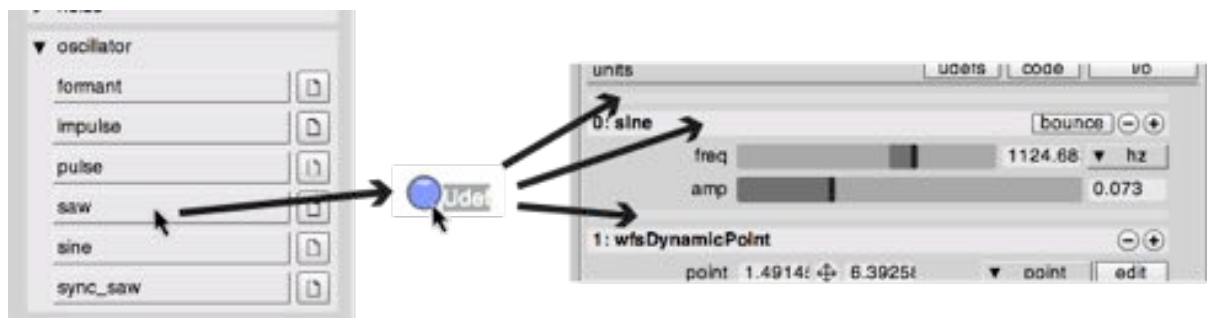 oscillator
formant
impulse
pulse
saw
sine
sync_saw
Udef
units udefs code i/o
0: sine bounce
freq 1124.68 hz
amp 0.073
1: wfsDynamicPoint
point 1.4914 6.3925 point edit